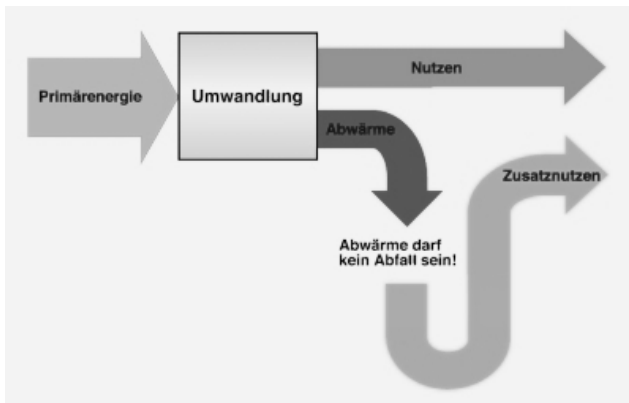 Primärenergie
Umwandlung
Nutzen
Abwärme
Zusatznutzen
Abwärme darf
kein Abfall sein!